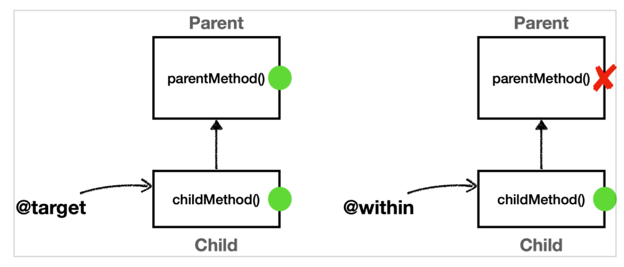 Parent
parentMethod()
@target
childMethod()
Child
Parent
parentMethod()
@within
childMethod()
Child